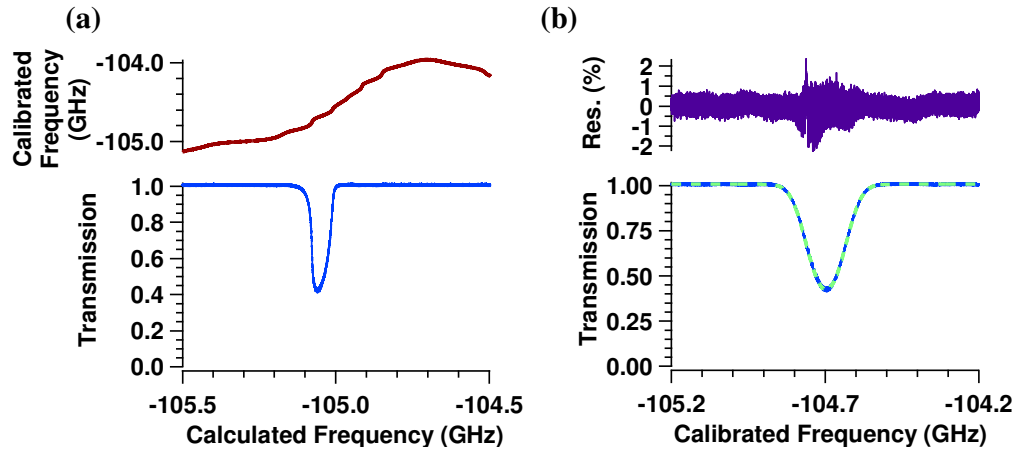 (a)
Calibrated
Frequency
(GHz)
-104.0
-105.0
Transmission
1.0
0.8
0.6
0.4
0.2
0.0
-105.5
-105.0
-104.5
Calculated Frequency (GHz)
(b)
Res. (%)
2
1
0
-1
-2
Transmission
1.00
0.75
0.50
0.25
0.00
-105.2
-104.7
-104.2
Calibrated Frequency (GHz)